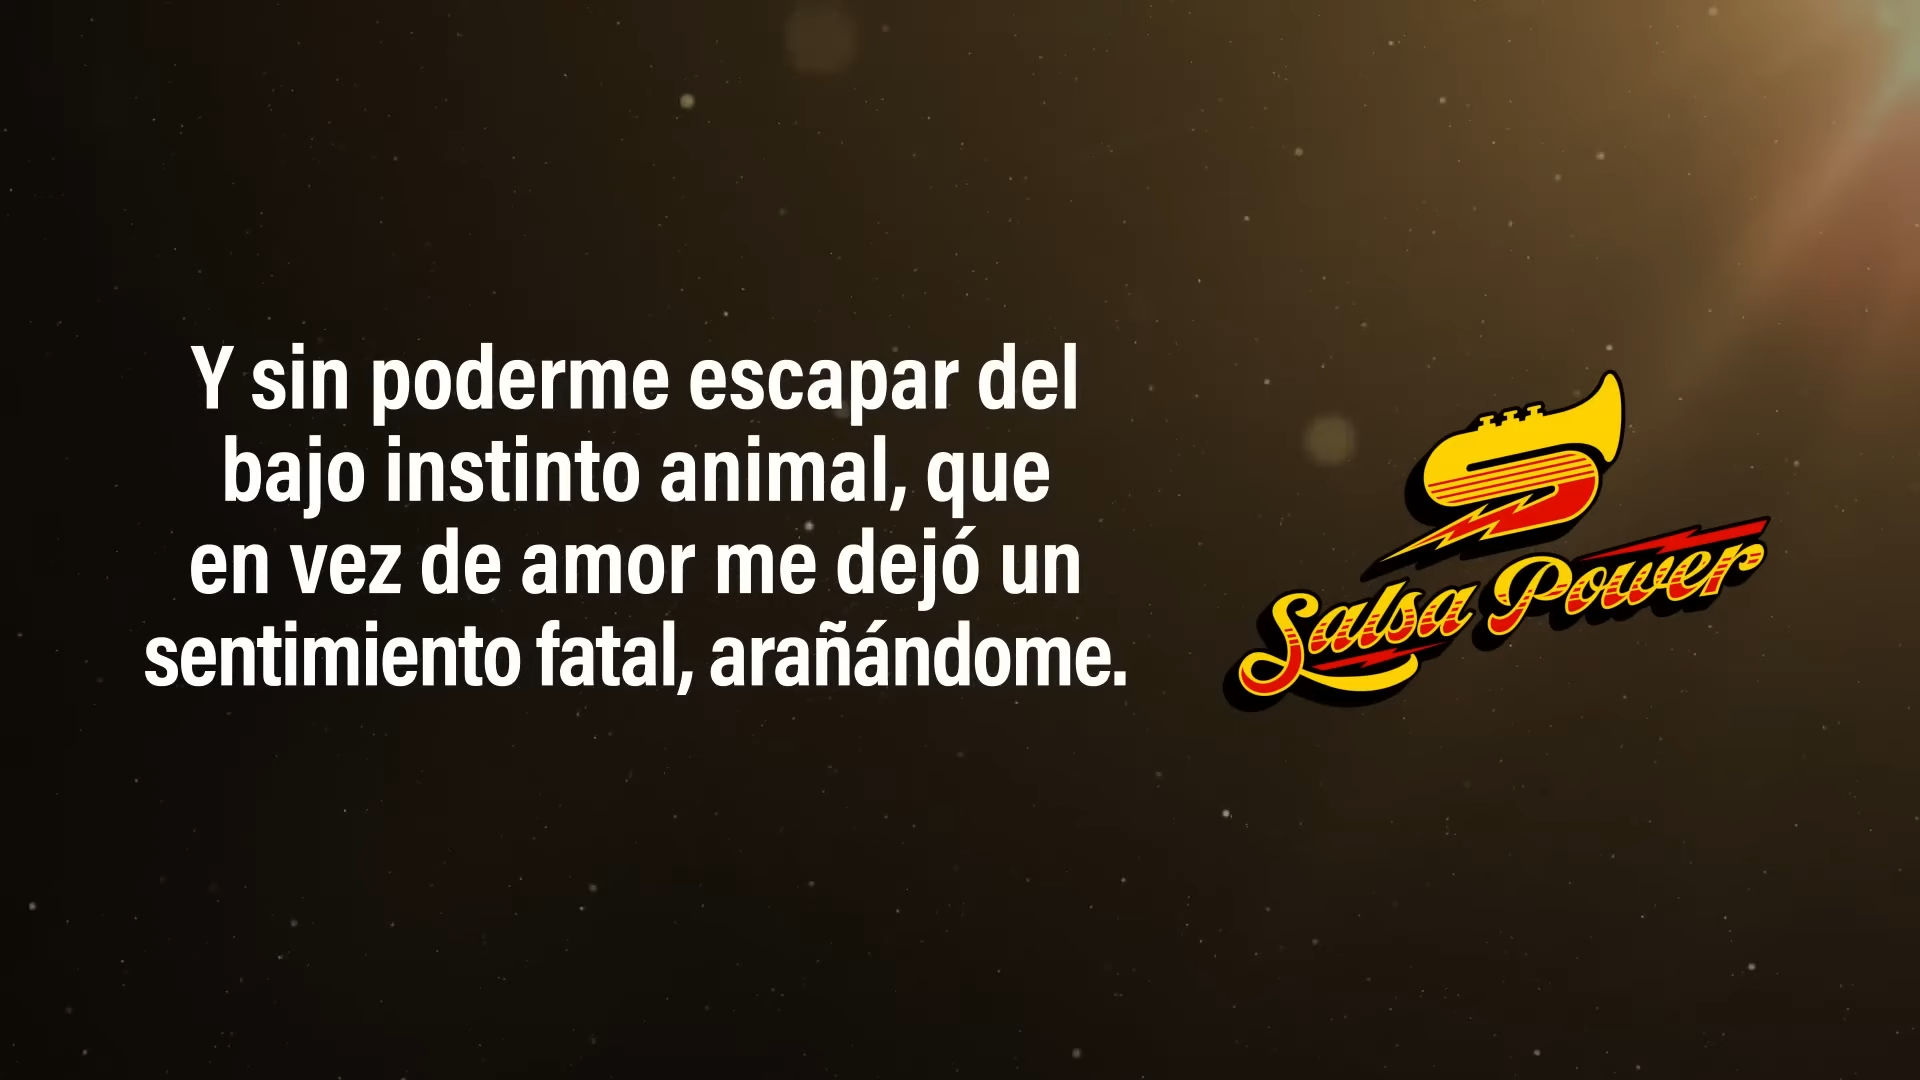 Y sin poderme escapar del
bajo instinto animal, que
en vez de amor me dejó un
sentimiento fatal, arañándome.
Salsa Power